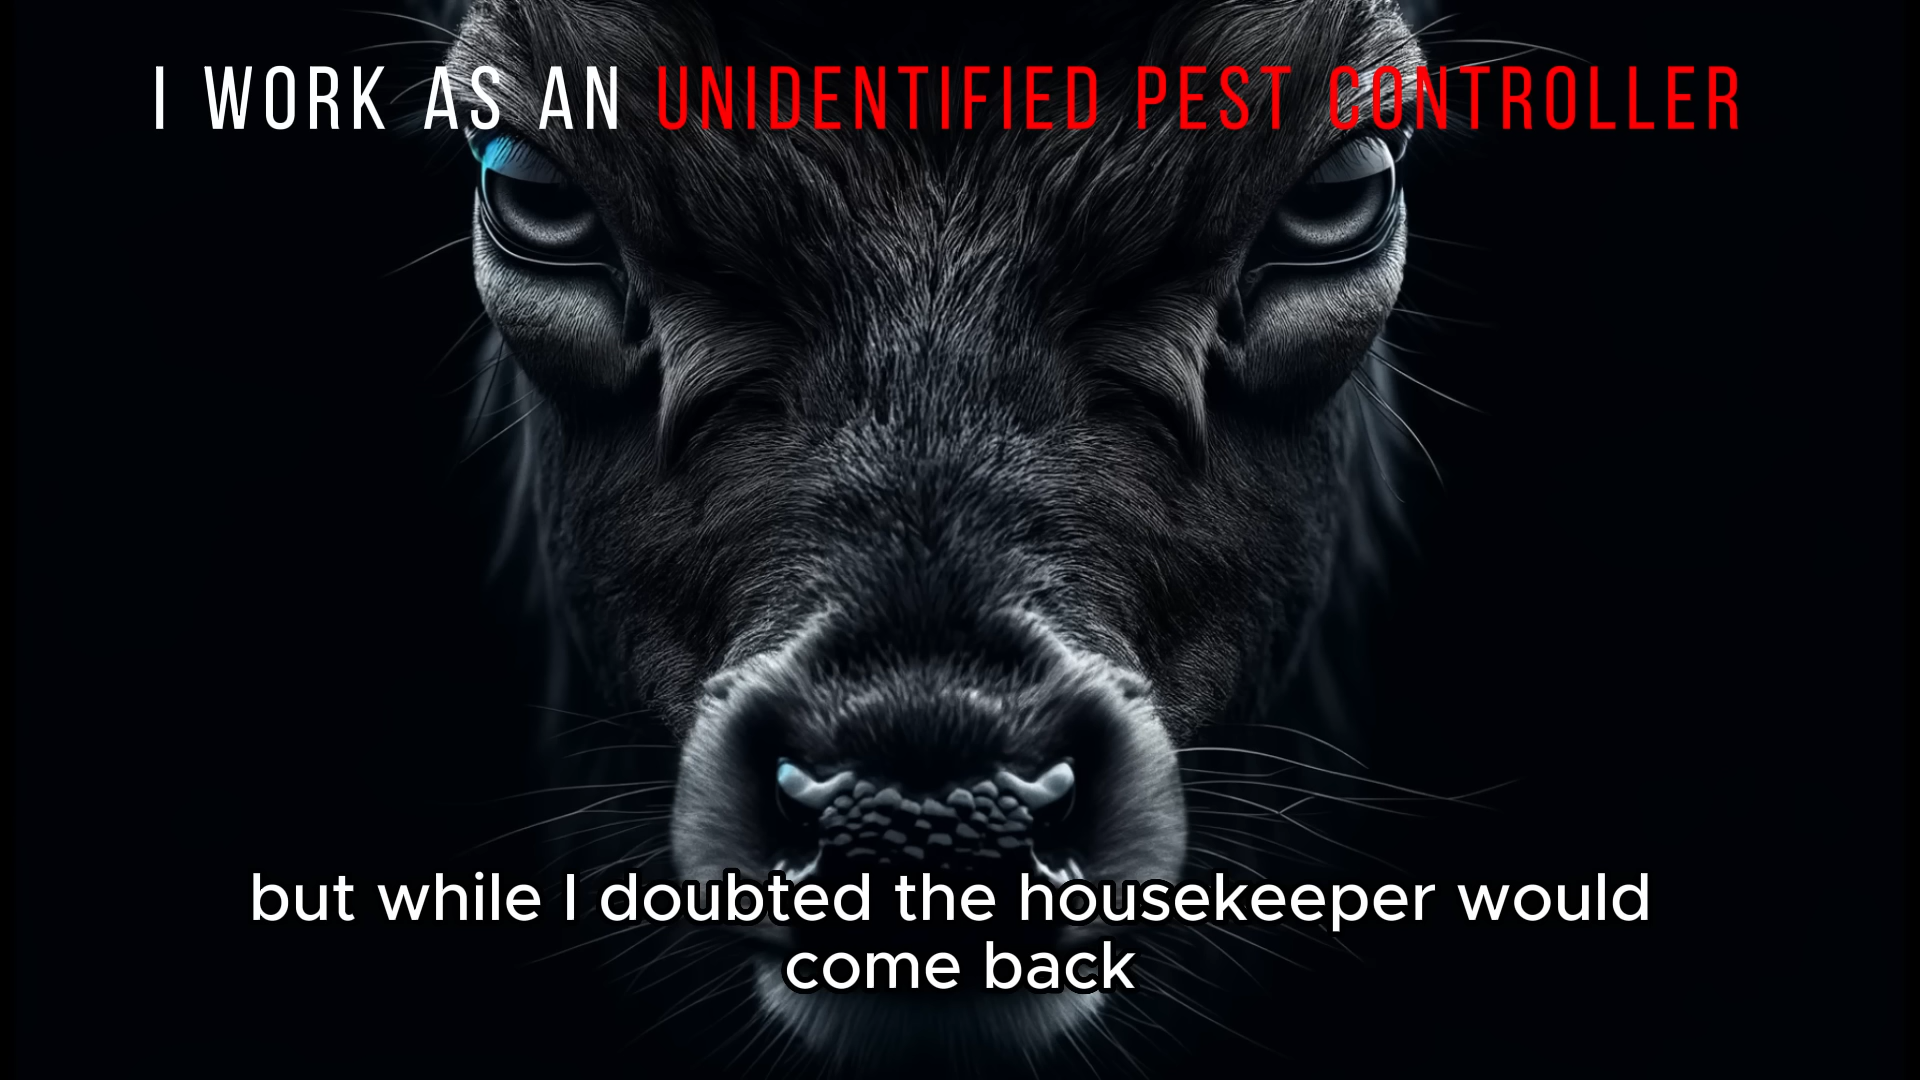 I WORK AS AN UNIDENTIFIED PEST CONTROLLER
but while I doubted the housekeeper would
come back